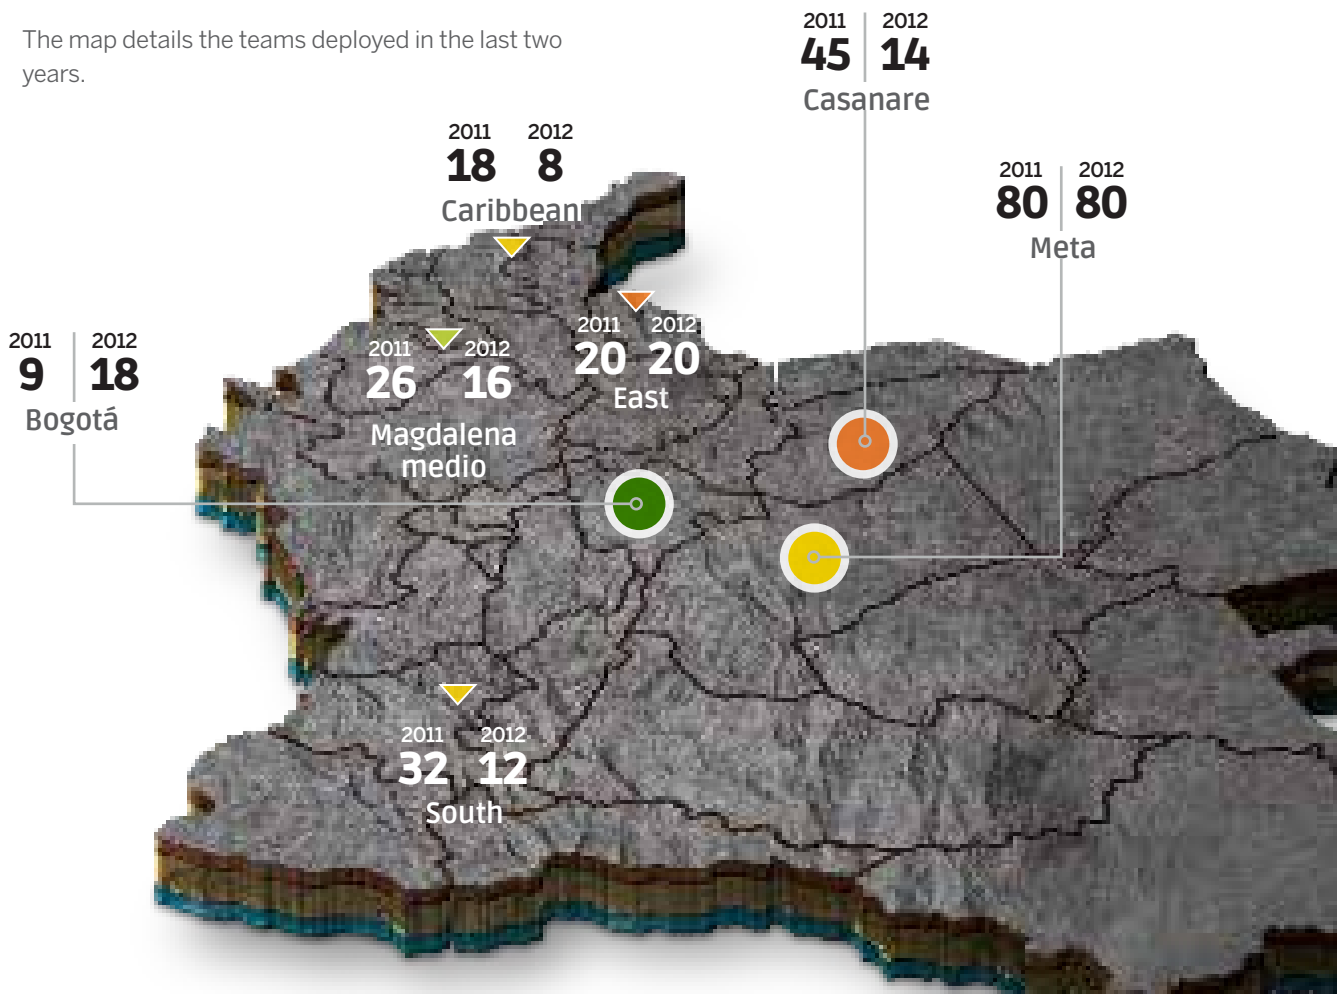 The map details the teams deployed in the last two
years.
2011 2012
45 14
Casanare
2011 2012
18 8
Caribbean
2011 2012
80 80
Meta
2011 2012
9 18
Bogotá
2011 2012
26 16
Magdalena
medio
2011 2012
20 20
East
2011 2012
32 12
South